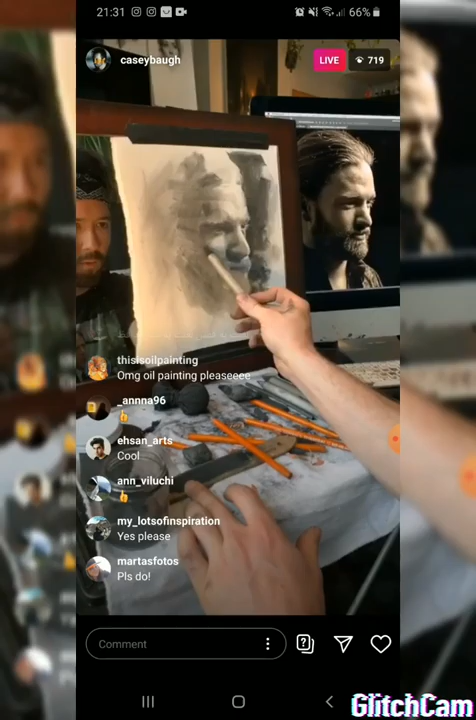 21:31
66%
caseybaugh
LIVE
719
thisisoilpainting
Omg oil painting pleaseeee
_annna96
ehsan_arts
Cool
ann_viluchi
my_lotsofinspiration
Yes please
martasfotos
Pls do!
Comment
GlitchCam